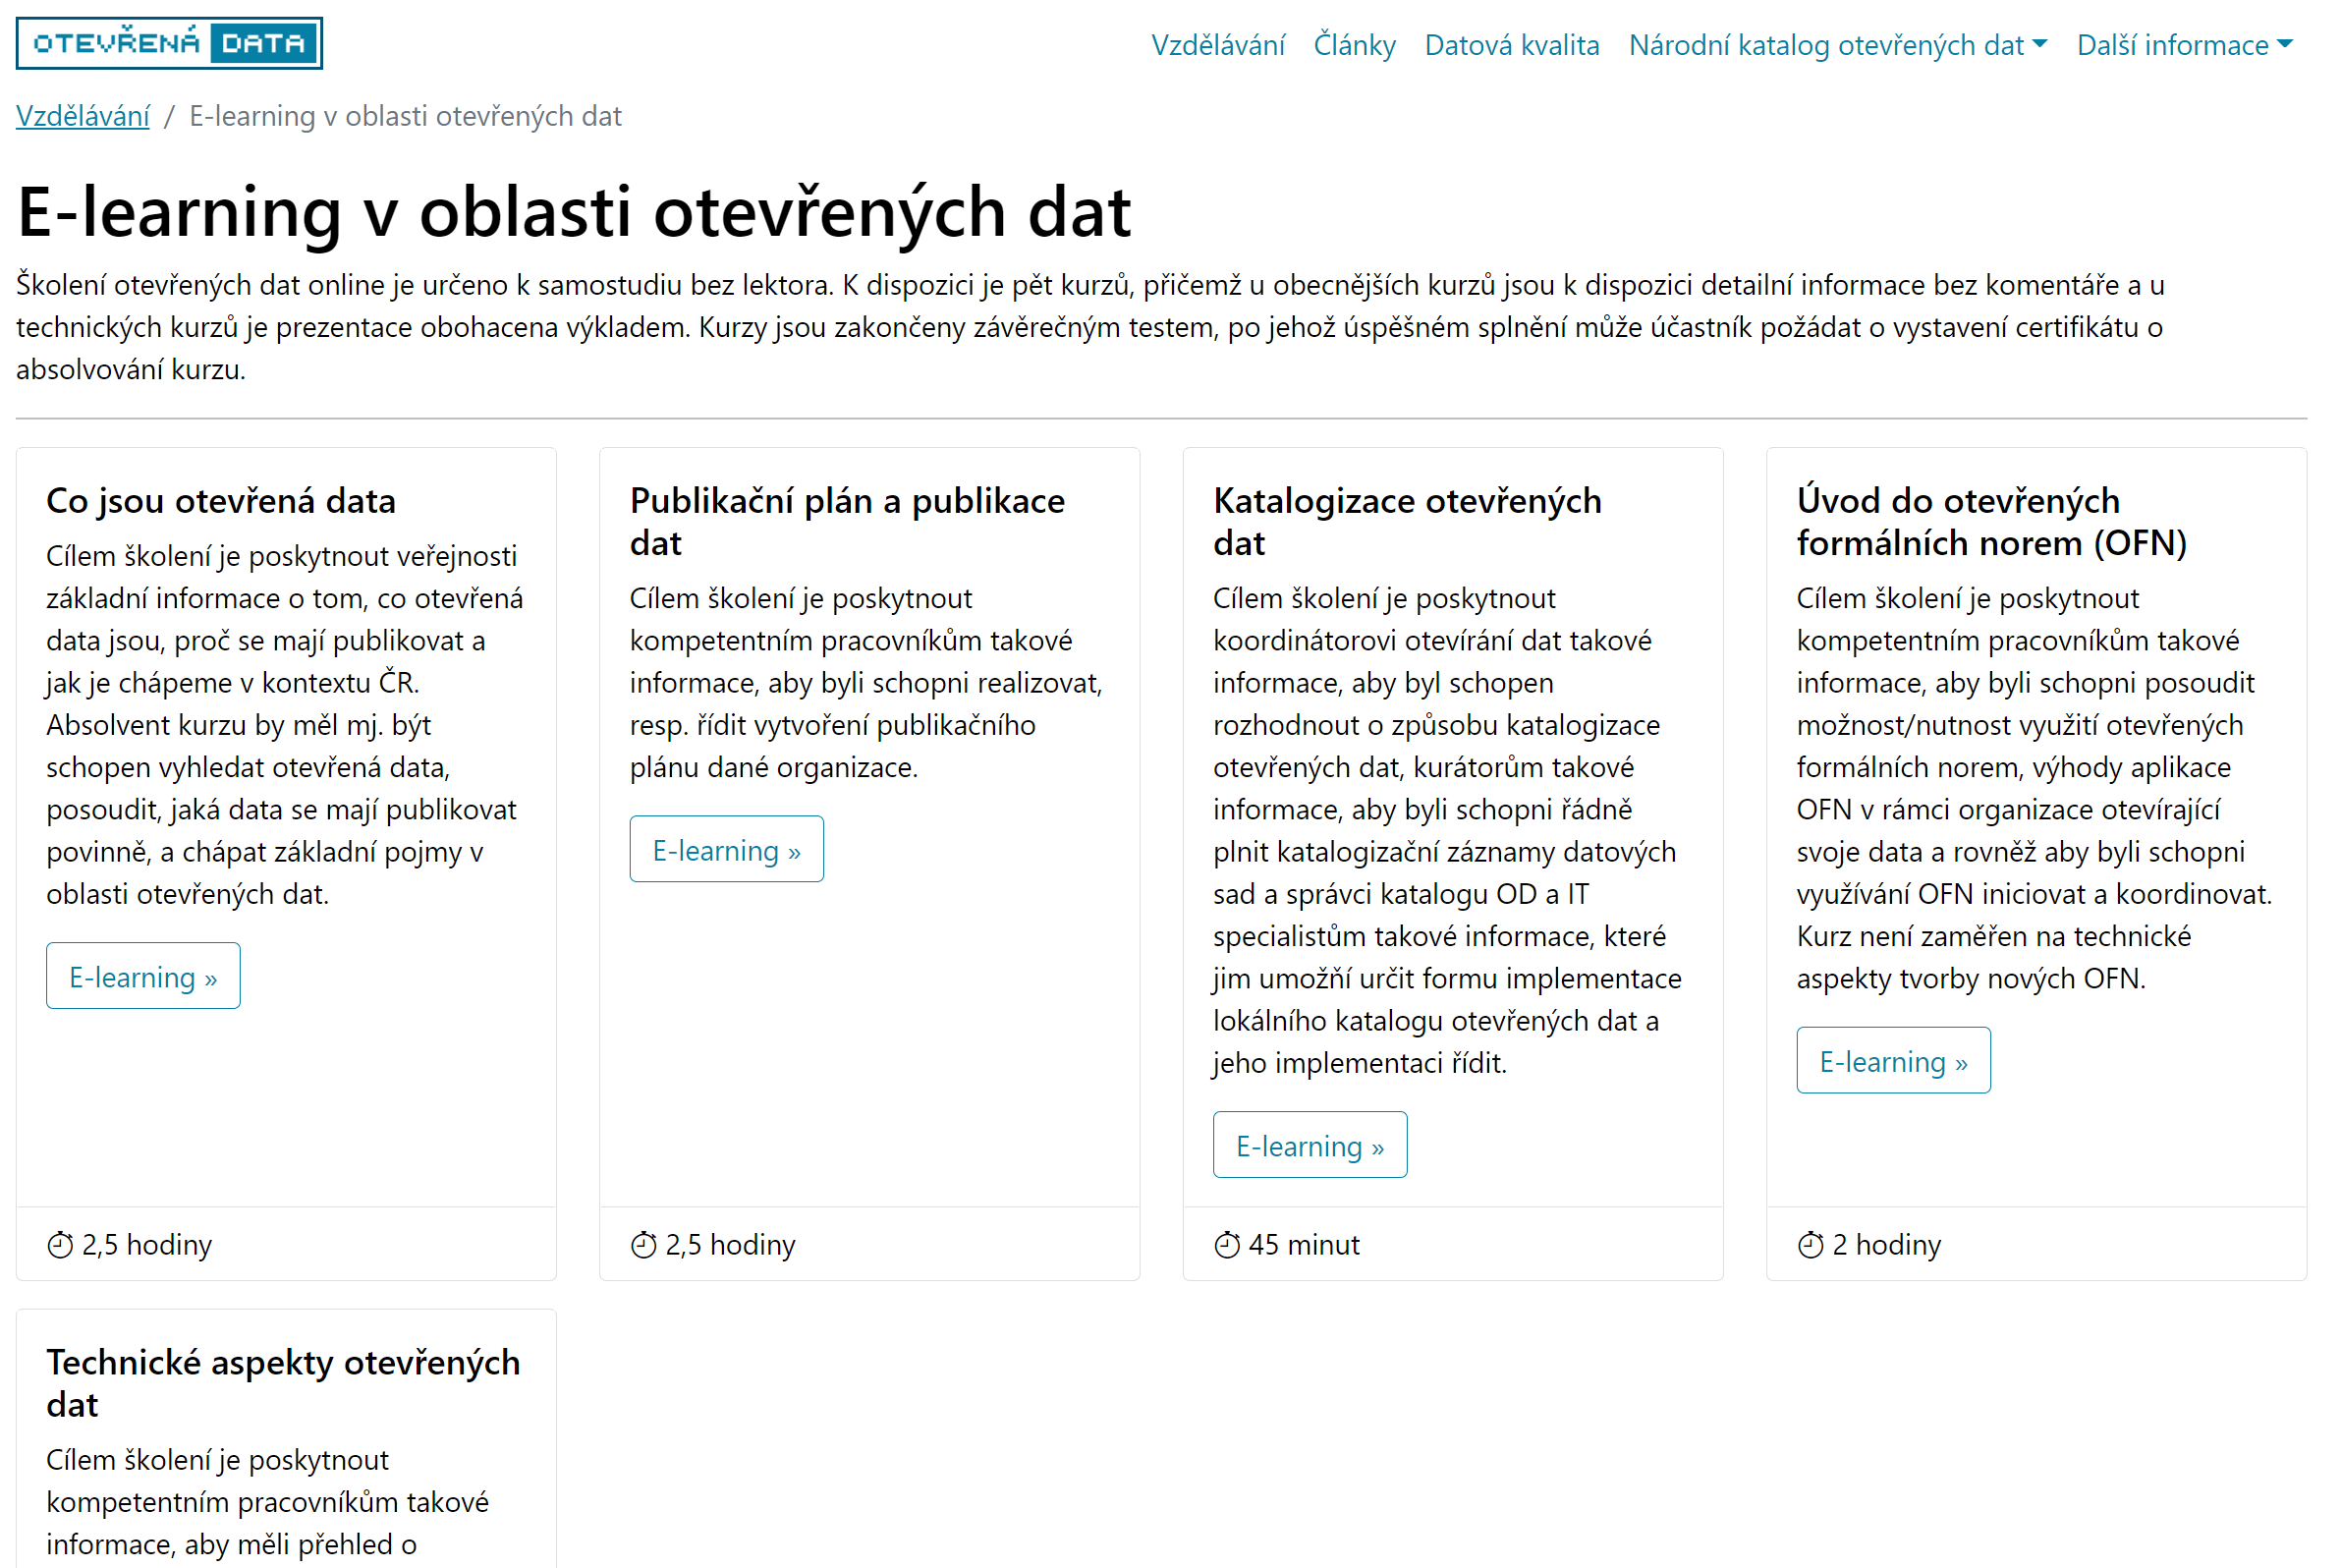 OTEVŘENÁ DATA
Vzdělávání Články Datová kvalita Národní katalog otevřených dat Další informace
Vzdělávání / E-learning v oblasti otevřených dat
E-learning v oblasti otevřených dat
Školení otevřených dat online je určeno k samostudiu bez lektora. K dispozici je pět kurzů, přičemž u obecnějších kurzů jsou k dispozici detailní informace bez komentáře a u
technických kurzů je prezentace obohacena výkladem. Kurzy jsou zakončeny závěrečným testem, po jehož úspěšném splnění může účastník požádat o vystavení certifikátu o
absolvování kurzu.
Co jsou otevřená data
Cílem školení je poskytnout veřejnosti
základní informace o tom, co otevřená
data jsou, proč se mají publikovat a
jak je chápeme v kontextu ČR.
Absolvent kurzu by měl mj. být
schopen vyhledat otevřená data,
posoudit, jaká data se mají publikovat
povinně, a chápat základní pojmy v
oblasti otevřených dat.
E-learning »
2,5 hodiny
Publikační plán a publikace
dat
Cílem školení je poskytnout
kompetentním pracovníkům takové
informace, aby byli schopni realizovat,
resp. řídit vytvoření publikačního
plánu dané organizace.
E-learning »
2,5 hodiny
Katalogizace otevřených
dat
Cílem školení je poskytnout
koordinátorovi otevírání dat takové
informace, aby byl schopen
rozhodnout o způsobu katalogizace
otevřených dat, kurátorům takové
informace, aby byli schopni řádně
plnit katalogizační záznamy datových
sad a správci katalogu OD a IT
specialistům takové informace, které
jim umožňí určit formu implementace
lokálního katalogu otevřených dat a
jeho implementaci řídit.
E-learning »
45 minut
Úvod do otevřených
formálních norem (OFN)
Cílem školení je poskytnout
kompetentním pracovníkům takové
informace, aby byli schopni posoudit
možnost/nutnost využití otevřených
formálních norem, výhody aplikace
OFN v rámci organizace otevírající
svoje data a rovněž aby byli schopni
využívání OFN iniciovat a koordinovat.
Kurz není zaměřen na technické
aspekty tvorby nových OFN.
E-learning »
2 hodiny
Technické aspekty otevřených
dat
Cílem školení je poskytnout
kompetentním pracovníkům takové
informace, aby měli přehled o